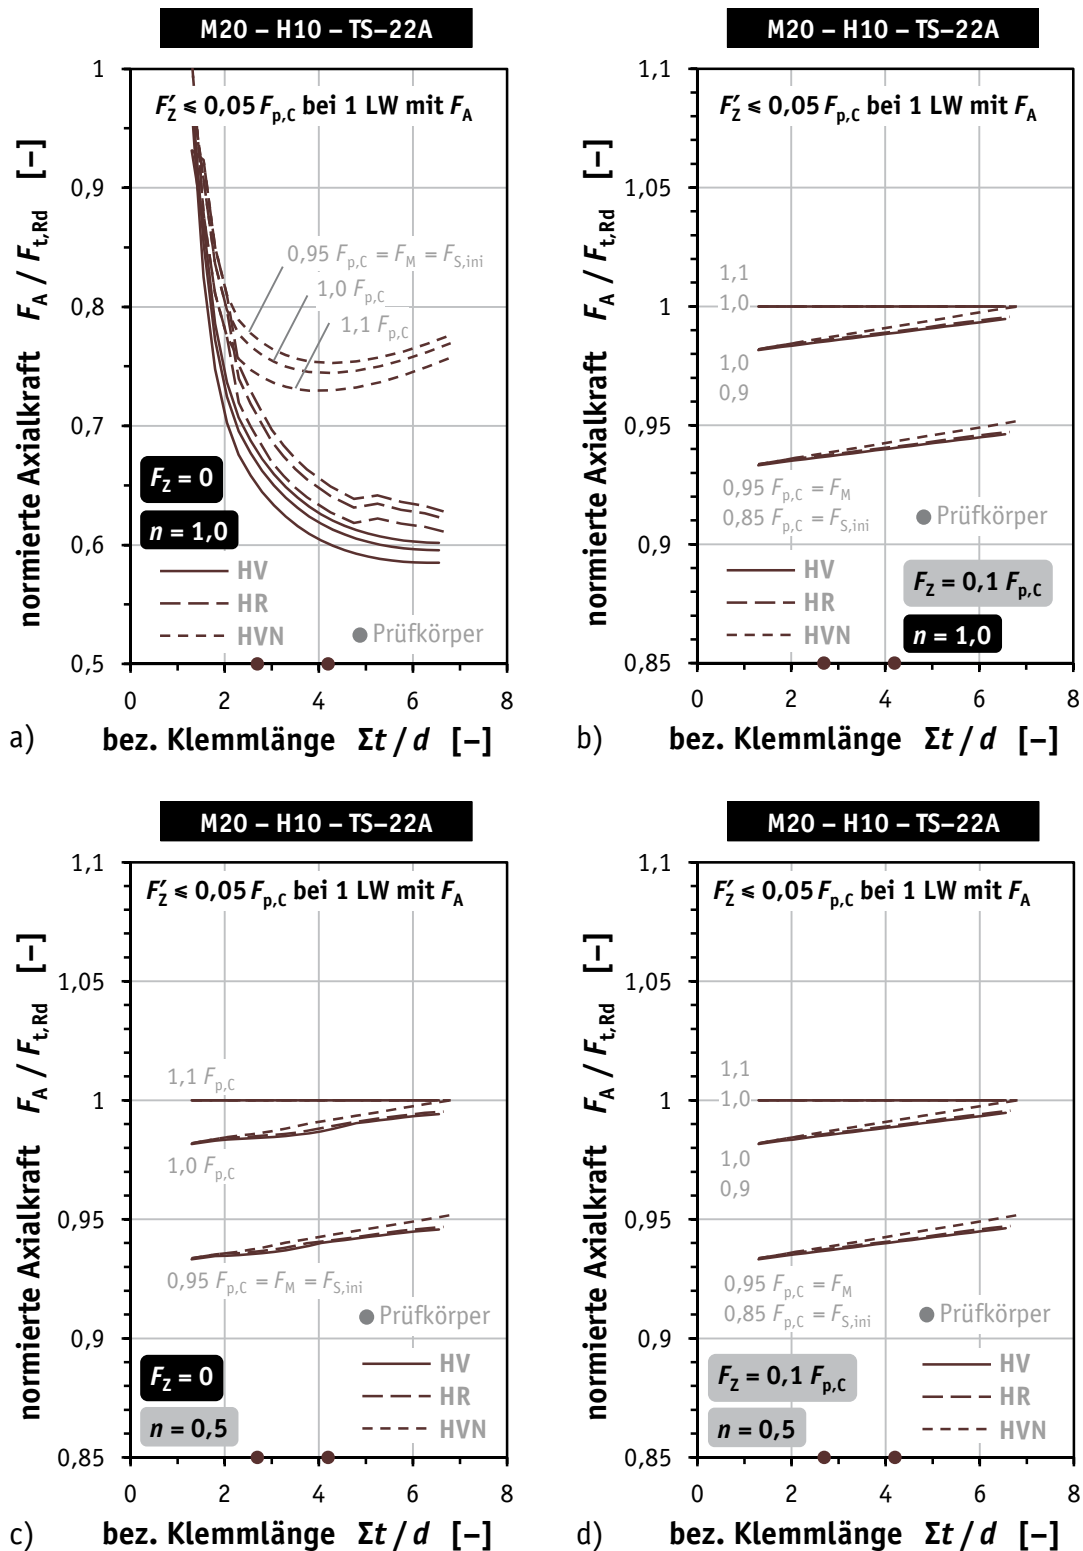 M20 – H10 – TS–22A
F′Z ≤ 0,05 Fp,C bei 1 LW mit FA
normierte Axialkraft FA / Ft,Rd [–]
1
0,9
0,8
0,7
0,6
0,5
0,95 Fp,C = FM = FS,ini
1,0 Fp,C
1,1 Fp,C
FZ = 0
n = 1,0
HV
HR
HVN
Prüfkörper
0 2 4 6 8
a) bez. Klemmlänge Σt / d [–]
M20 – H10 – TS–22A
F′Z ≤ 0,05 Fp,C bei 1 LW mit FA
normierte Axialkraft FA / Ft,Rd [–]
1,1
1,05
1
0,95
0,9
0,85
1,1
1,0
1,0
0,9
0,95 Fp,C = FM
0,85 Fp,C = FS,ini
Prüfkörper
HV
HR
HVN
FZ = 0,1 Fp,C
n = 1,0
0 2 4 6 8
b) bez. Klemmlänge Σt / d [–]
M20 – H10 – TS–22A
F′Z ≤ 0,05 Fp,C bei 1 LW mit FA
normierte Axialkraft FA / Ft,Rd [–]
1,1
1,05
1
0,95
0,9
0,85
1,1 Fp,C
1,0 Fp,C
0,95 Fp,C = FM = FS,ini
Prüfkörper
FZ = 0
n = 0,5
HV
HR
HVN
0 2 4 6 8
c) bez. Klemmlänge Σt / d [–]
M20 – H10 – TS–22A
F′Z ≤ 0,05 Fp,C bei 1 LW mit FA
normierte Axialkraft FA / Ft,Rd [–]
1,1
1,05
1
0,95
0,9
0,85
1,1
1,0
1,0
0,9
0,95 Fp,C = FM
0,85 Fp,C = FS,ini
Prüfkörper
FZ = 0,1 Fp,C
n = 0,5
HV
HR
HVN
0 2 4 6 8
d) bez. Klemmlänge Σt / d [–]